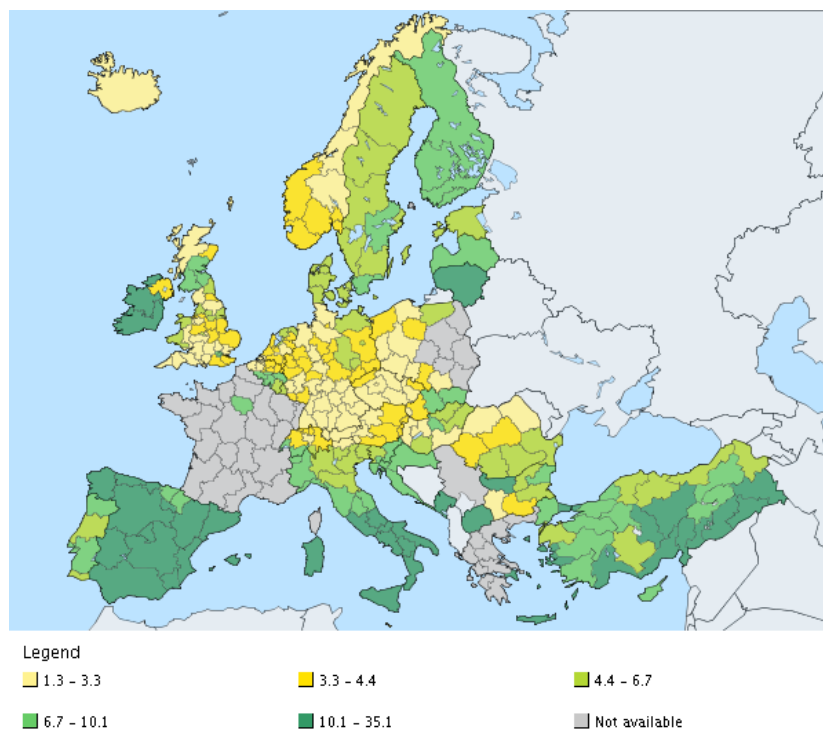 Legend
1.3 - 3.3
3.3 - 4.4
4.4 - 6.7
6.7 - 10.1
10.1 - 35.1
Not available